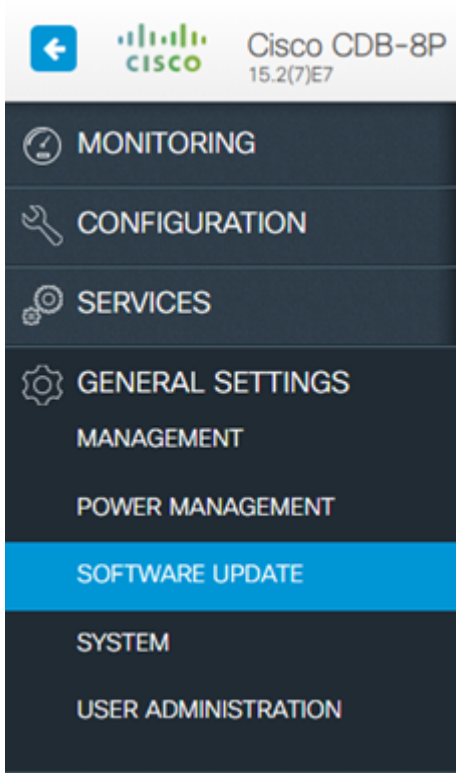 CISCO
Cisco CDB-8P
15.2(7)E7
MONITORING
CONFIGURATION
SERVICES
GENERAL SETTINGS
MANAGEMENT
POWER MANAGEMENT
SOFTWARE UPDATE
SYSTEM
USER ADMINISTRATION